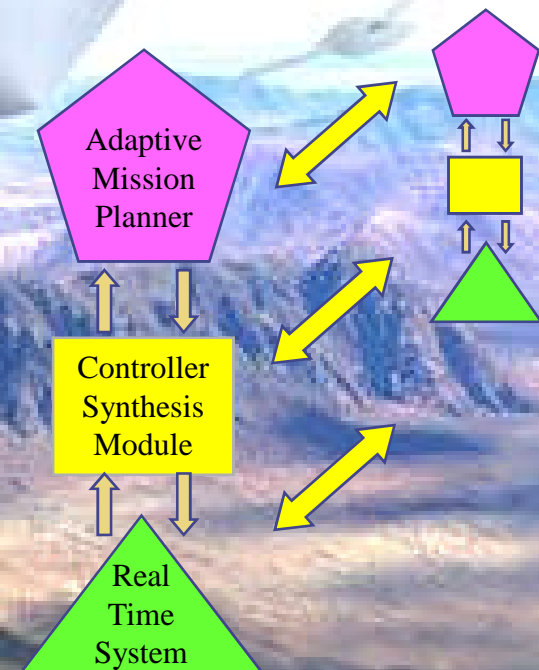 Adaptive
Mission
Planner
Controller
Synthesis
Module
Real
Time
System